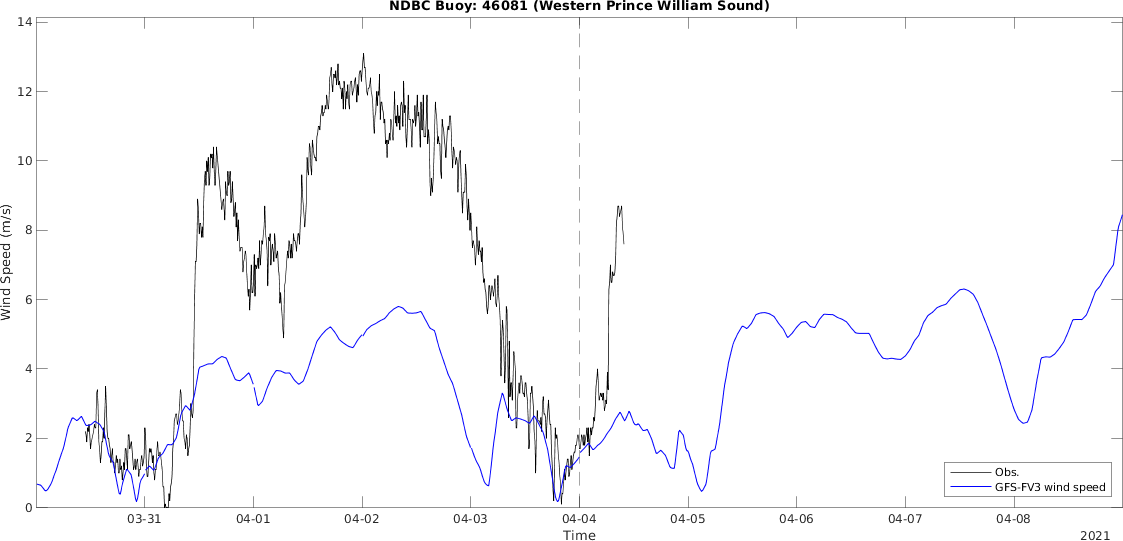 NDBC Buoy: 46081 (Western Prince William Sound)
14
12
10
8
6
4
2
0
Wind Speed (m/s)
03-31 04-01 04-02 04-03 04-04 04-05 04-06 04-07 04-08
Time
2021
Obs.
GFS-FV3 wind speed